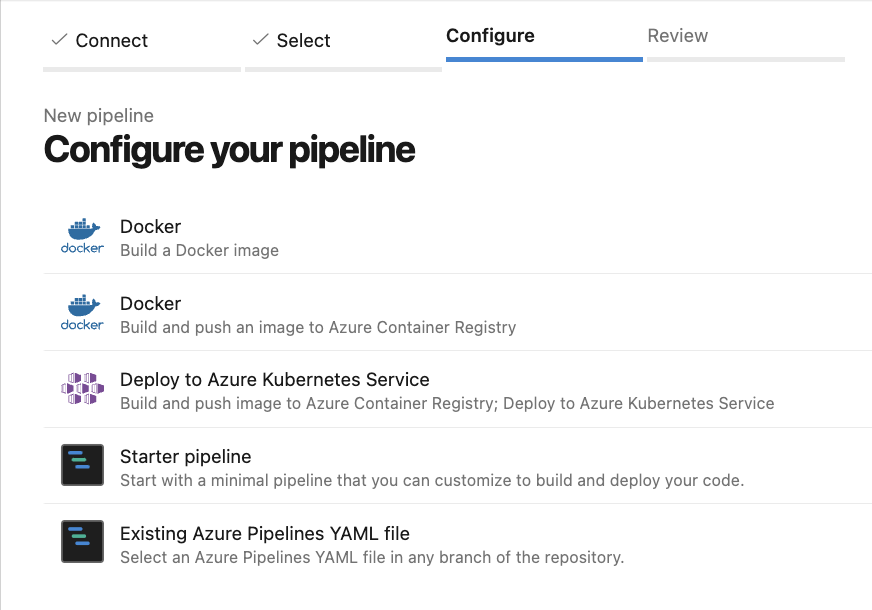 Connect
Select
Configure
Review
New pipeline
Configure your pipeline
docker
Docker
Build a Docker image
docker
Docker
Build and push an image to Azure Container Registry
Deploy to Azure Kubernetes Service
Build and push image to Azure Container Registry; Deploy to Azure Kubernetes Service
Starter pipeline
Start with a minimal pipeline that you can customize to build and deploy your code.
Existing Azure Pipelines YAML file
Select an Azure Pipelines YAML file in any branch of the repository.